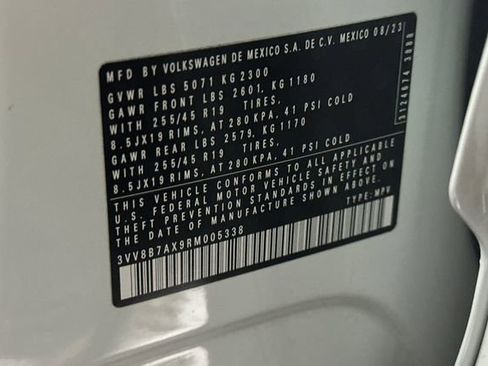 MFD BY VOLKSWAGEN DE MEXICO S.A. DE C.V. MEXICO 08/23
GVWR LBS 5071 KG 2300
GAWR FRONT LBS 2601, KG 1180
WITH 255/45 R19 TIRES,
8.5JX19 RIMS, AT 280KPA, 41 PSI COLD
GAWR REAR LBS 2579, KG 1170
WITH 255/45 R19 TIRES,
8.5JX19 RIMS, AT 280 KPA, 41 PSI COLD
THIS VEHICLE CONFORMS TO ALL APPLICABLE
U.S. FEDERAL MOTOR VEHICLE SAFETY AND
THEFT PREVENTION STANDARDS IN EFFECT ON
THE DATE OF MANUFACTURE SHOWN ABOVE.
3VV8B7AX9RM005338 TYPE:MPV
3124674